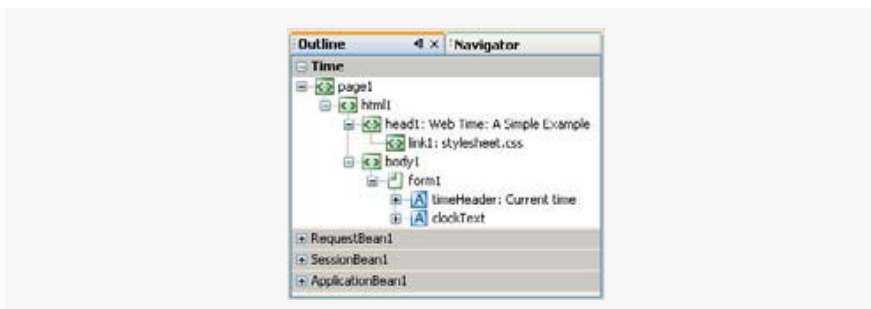 Outline Navigator
Time
page1
html1
head1: Web Time: A Simple Example
link1: stylesheet.css
body1
form1
timeHeader: Current time
clockText
RequestBean1
SessionBean1
ApplicationBean1